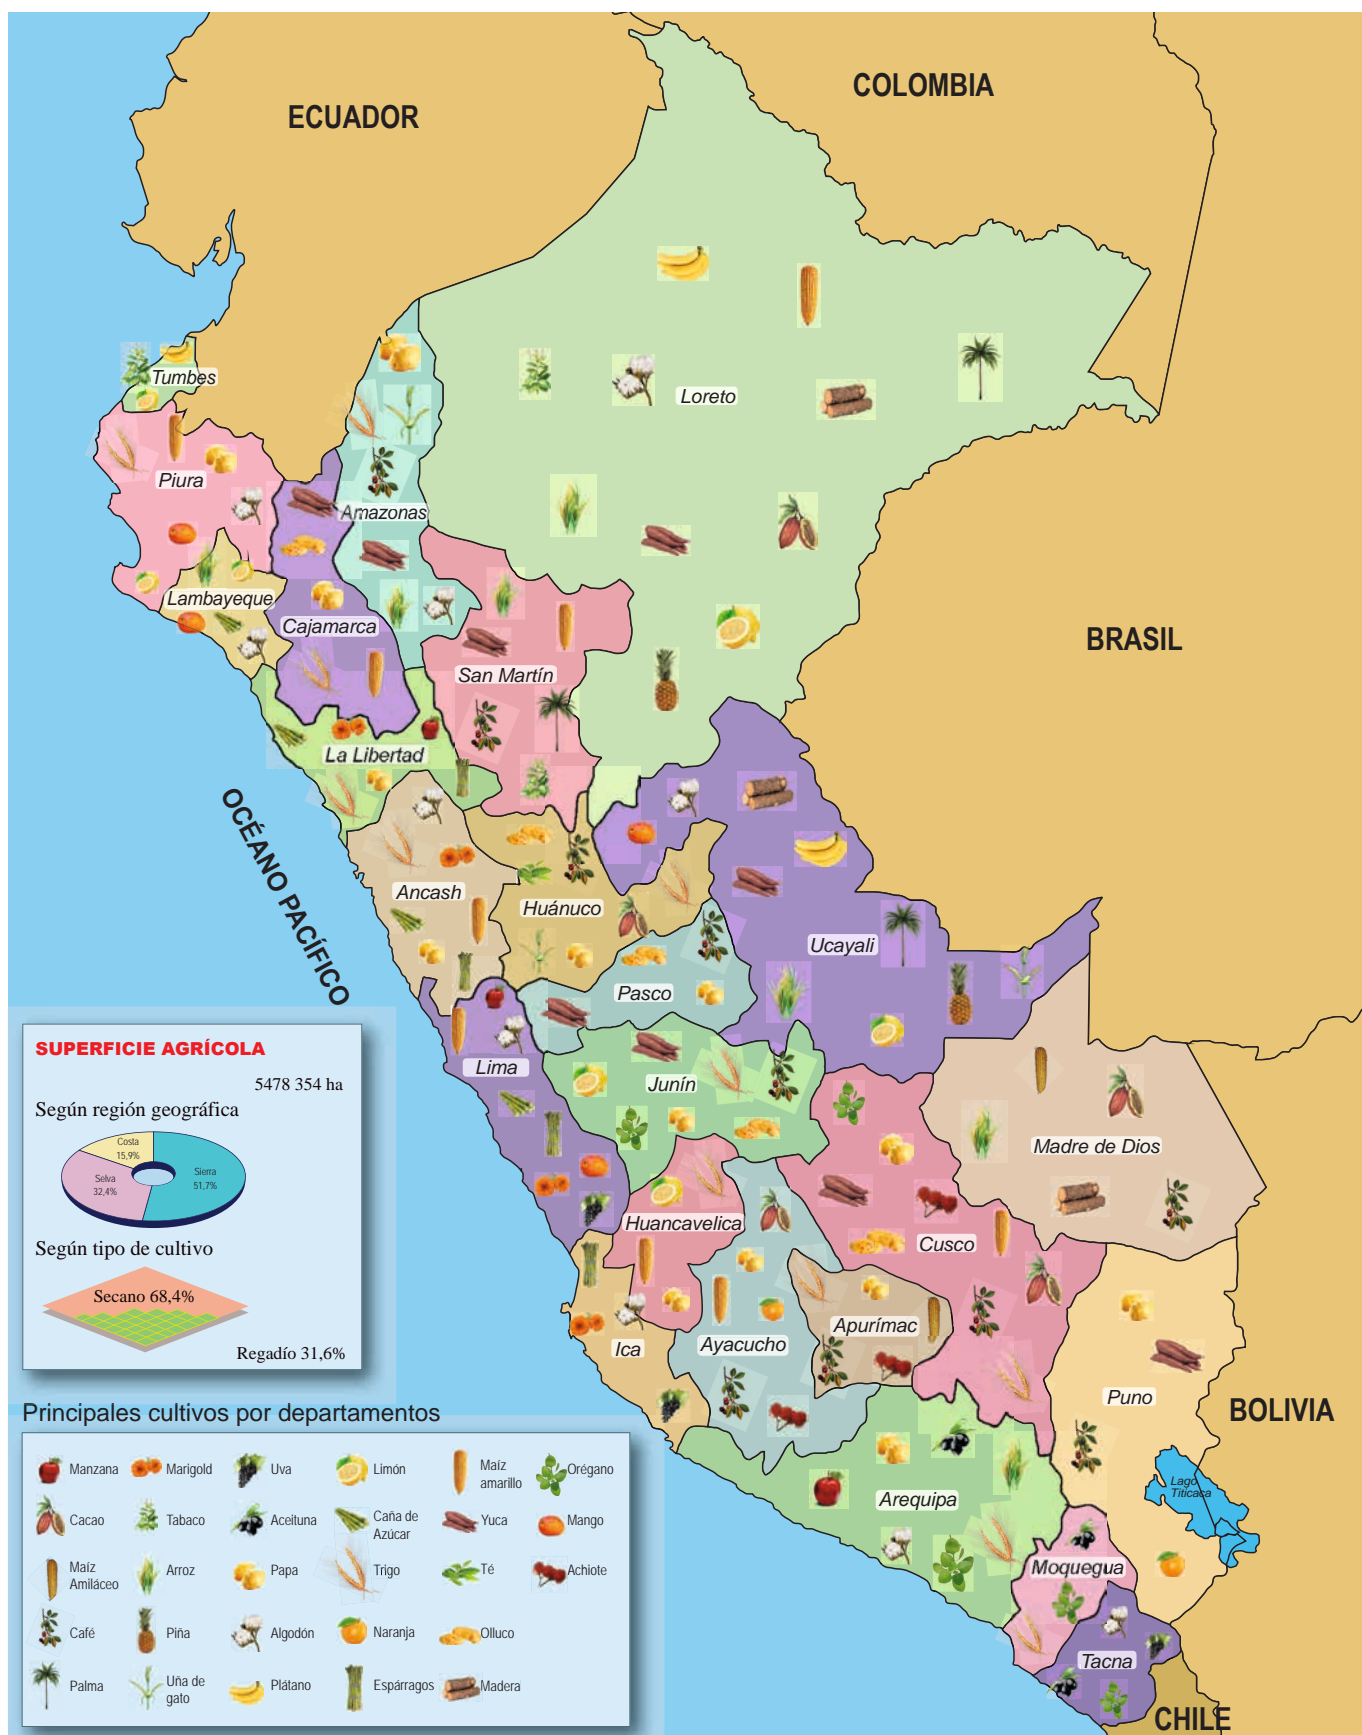 ECUADOR
COLOMBIA
Tumbes
Loreto
Piura
Amazonas
Lambayeque
Cajamarca
BRASIL
San Martín
La Libertad
OCÉANO PACÍFICO
Ancash
Huánuco
Ucayali
Pasco
Lima
Junín
Madre de Dios
Huancavelica
Cusco
Ica
Ayacucho
Apurímac
Puno
BOLIVIA
Arequipa
Lago
Titicaca
Moquegua
Tacna
CHILE
SUPERFICIE AGRÍCOLA
5478 354 ha
Según región geográfica
Costa
15,9%
Selva
32,4%
Sierra
51,7%
Según tipo de cultivo
Secano 68,4%
Regadío 31,6%
Principales cultivos por departamentos
Manzana
Marigold
Uva
Limón
Maíz
amarillo
Orégano
Cacao
Tabaco
Aceituna
Caña de
Azúcar
Yuca
Mango
Maíz
Amiláceo
Arroz
Papa
Trigo
Té
Achiote
Café
Piña
Algodón
Naranja
Olluco
Palma
Uña de
gato
Plátano
Espárragos
Madera